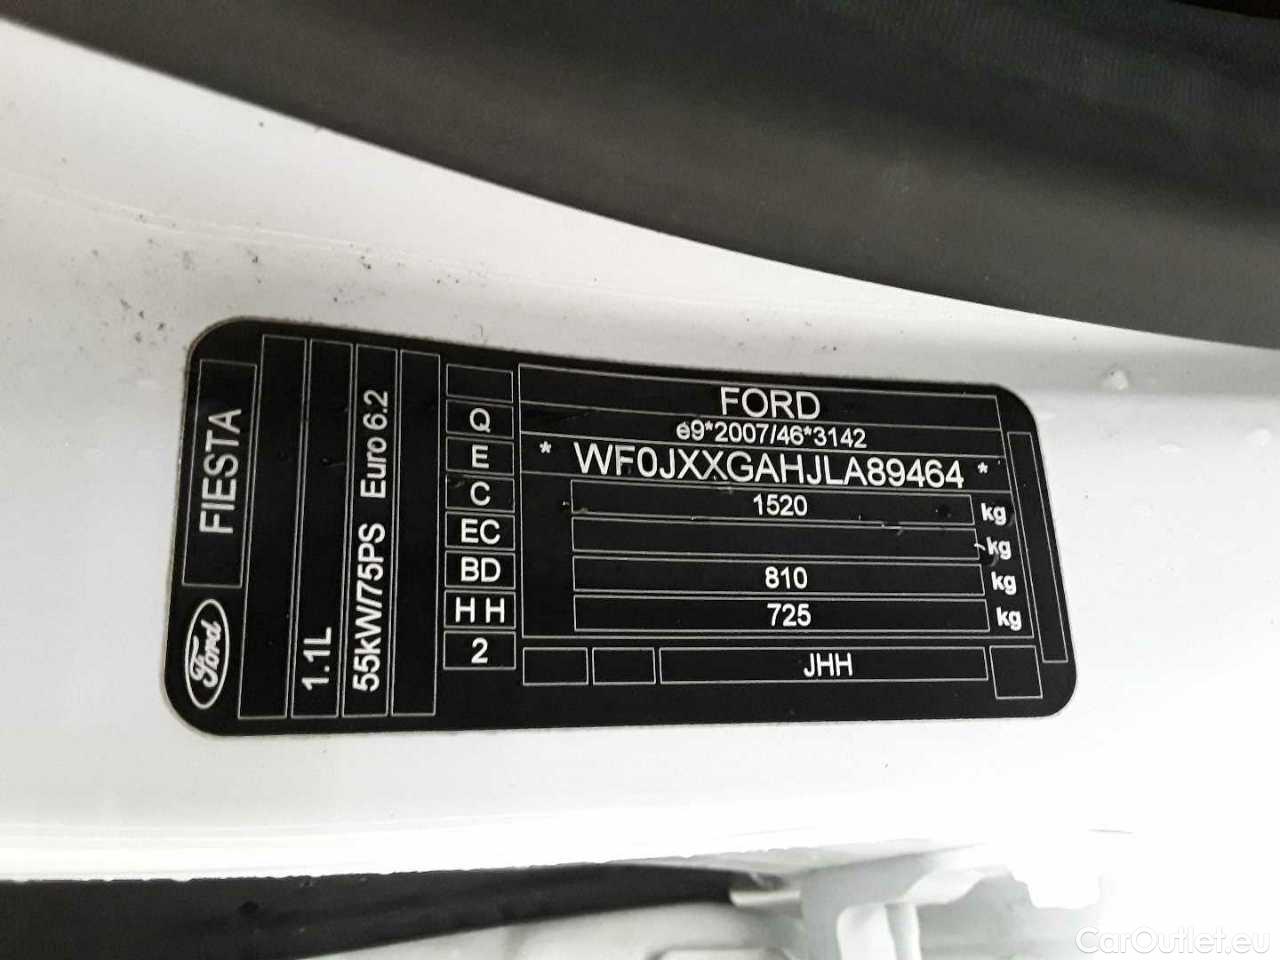 FORD
e9*2007/46*3142
* WF0JXXGAHJLA89464 *
1520 kg
kg
810 kg
725 kg
JHH
Q
E
C
EC
BD
H H
2
FIESTA
Ford
1.1L
55kW/75PS Euro 6.2
CarOutlet.eu